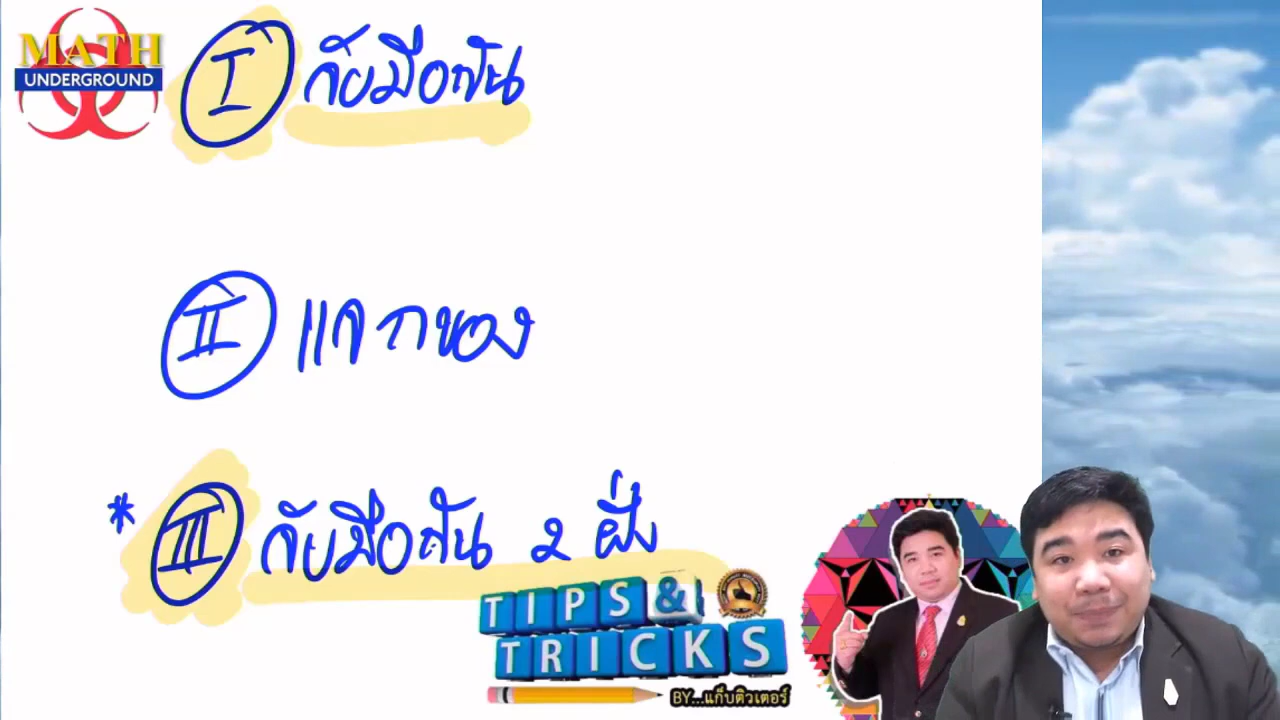 MATH
UNDERGROUND
I จับมือกัน
II แจกของ
* III จับมือกัน 2 ฝั่ง
TIPS &
TRICKS
BY...แก็บติวเตอร์